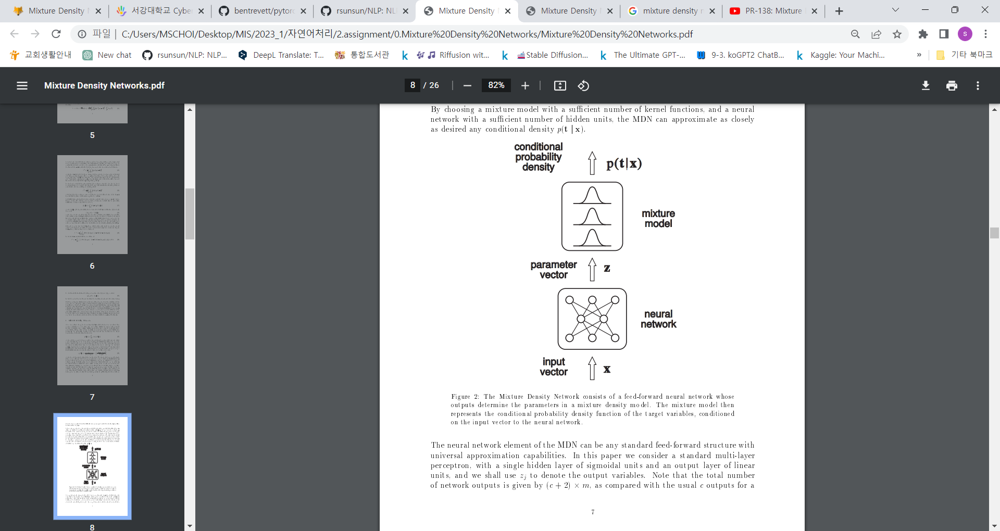 Mixture Density
서강대학교 Cybe
bentrevett/pytorc
rsunsun/NLP: NL
Mixture Density
Mixture Density
mixture density n
PR-138: Mixture
파일 | C:/Users/MSCHOI/Desktop/MIS/2023_1/자연어처리/2.assignment/0.Mixture%20Density%20Networks/Mixture%20Density%20Networks.pdf
s
교회생활안내
New chat
rsunsun/NLP: NLP...
DeepL Translate: T...
통합도서관
Riffusion wit...
Stable Diffusion...
The Ultimate GPT-...
9-3. koGPT2 ChatB...
Kaggle: Your Machi...
»
기타 북마크
Mixture Density Networks.pdf
8 / 26
82%
5
6
7
8
By choosing a mixture model with a sufficient number of kernel functions, and a neural
network with a sufficient number of hidden units, the MDN can approximate as closely
as desired any conditional density p(t | x).
conditional
probability
density
p(t|x)
mixture
model
parameter
vector
z
neural
network
input
vector
x
Figure 2: The Mixture Density Network consists of a feed-forward neural network whose
outputs determine the parameters in a mixture density model. The mixture model then
represents the conditional probability density function of the target variables, conditioned
on the input vector to the neural network.
The neural network element of the MDN can be any standard feed-forward structure with
universal approximation capabilities. In this paper we consider a standard multi-layer
perceptron, with a single hidden layer of sigmoidal units and an output layer of linear
units, and we shall use zj to denote the output variables. Note that the total number
of network outputs is given by (c + 2) × m, as compared with the usual c outputs for a
7